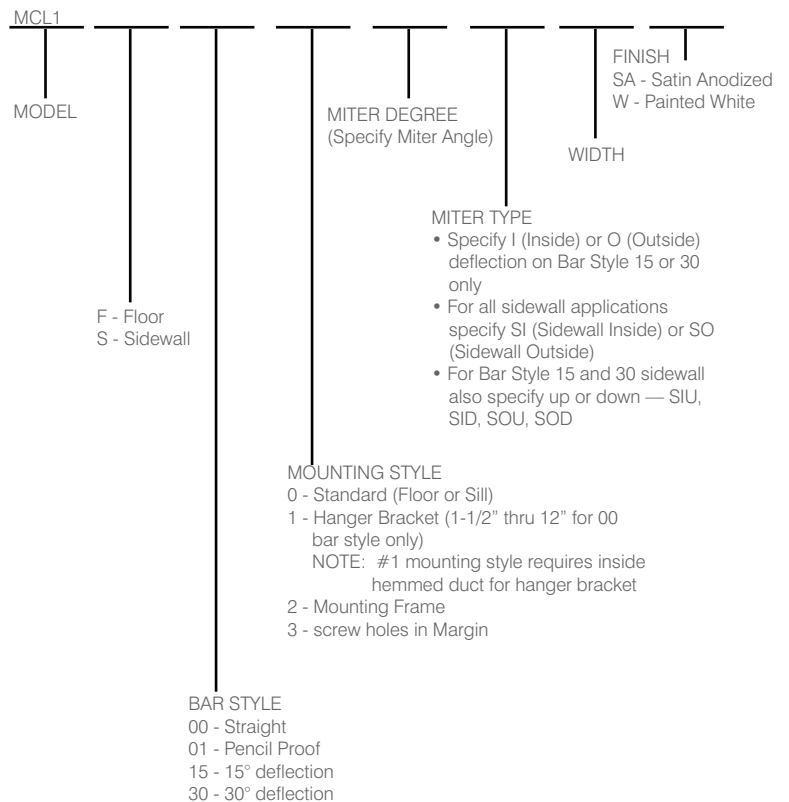 MCL1
MODEL
F - Floor
S - Sidewall
BAR STYLE
00 - Straight
01 - Pencil Proof
15 - 15° deflection
30 - 30° deflection
MOUNTING STYLE
0 - Standard (Floor or Sill)
1 - Hanger Bracket (1-1/2” thru 12” for 00
bar style only)
NOTE: #1 mounting style requires inside
hemmed duct for hanger bracket
2 - Mounting Frame
3 - screw holes in Margin
MITER DEGREE
(Specify Miter Angle)
MITER TYPE
• Specify I (Inside) or O (Outside)
deflection on Bar Style 15 or 30
only
• For all sidewall applications
specify SI (Sidewall Inside) or SO
(Sidewall Outside)
• For Bar Style 15 and 30 sidewall
also specify up or down — SIU,
SID, SOU, SOD
WIDTH
FINISH
SA - Satin Anodized
W - Painted White